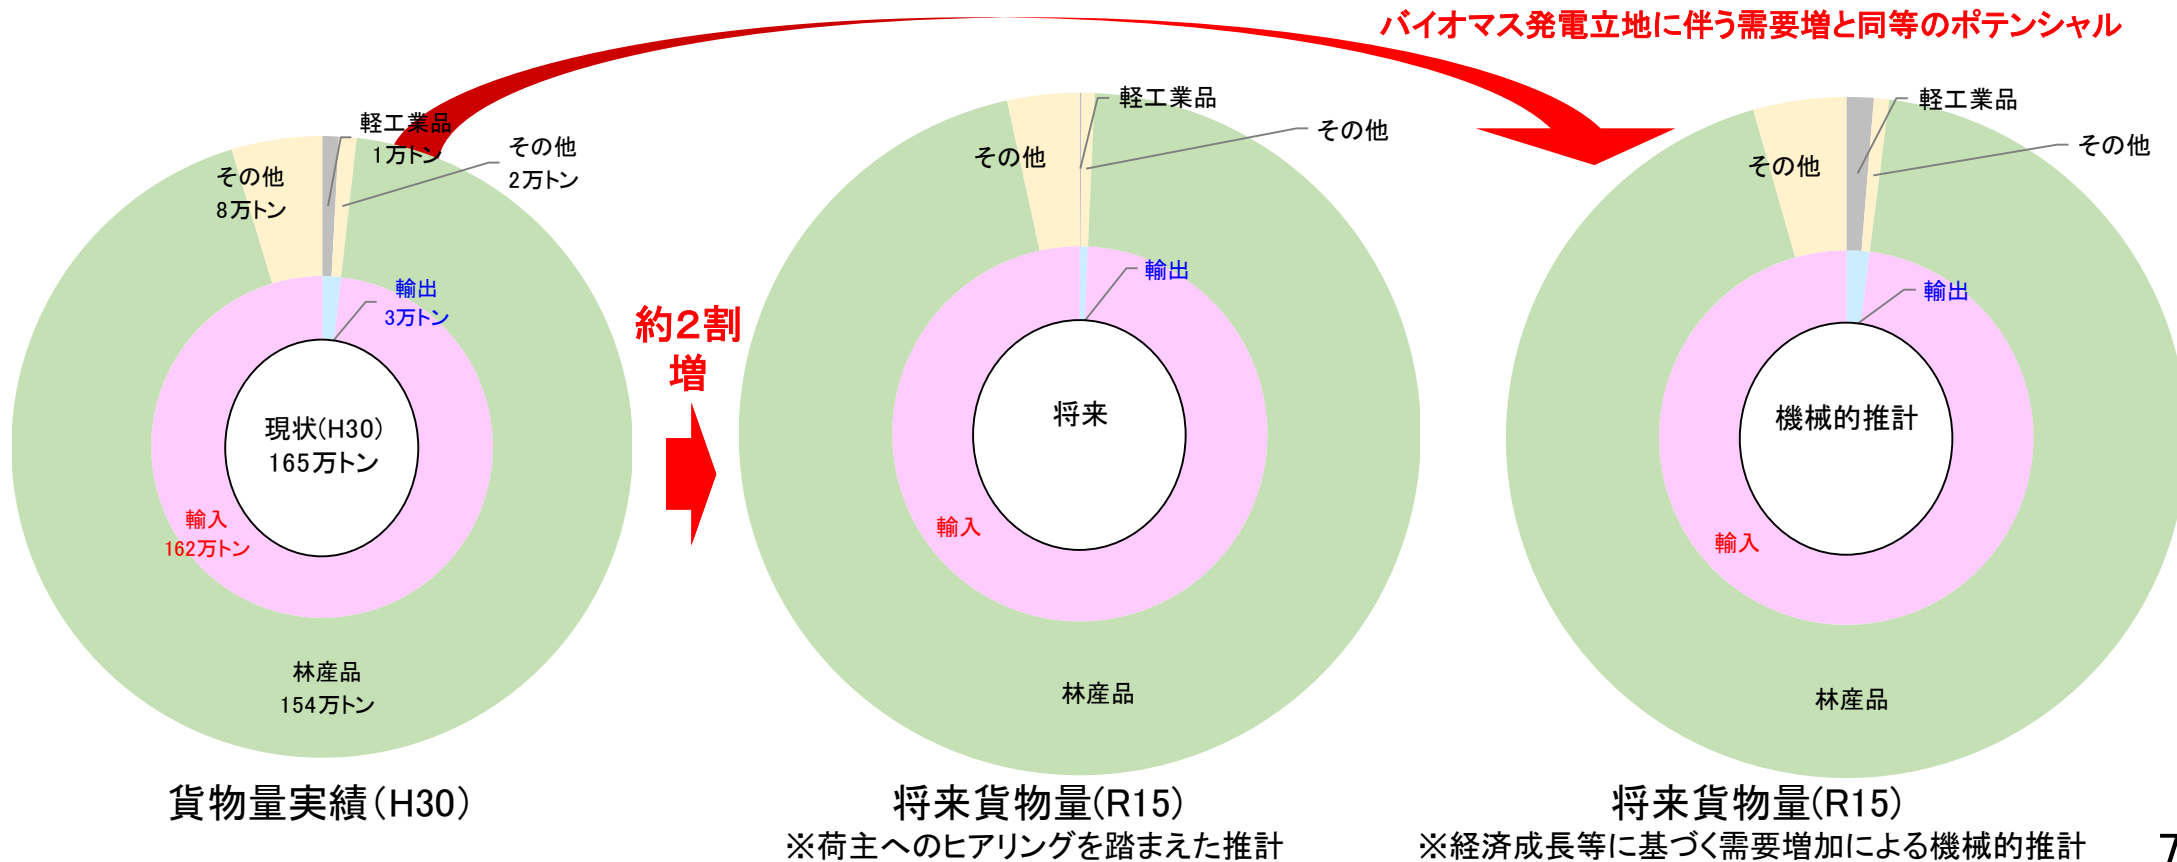 バイオマス発電立地に伴う需要増と同等のポテンシャル
軽工業品
1万トン
その他
2万トン
その他
8万トン
輸出
3万トン
現状(H30)
165万トン
輸入
162万トン
林産品
154万トン
貨物量実績(H30)
約2割
増
軽工業品
その他
その他
輸出
将来
輸入
林産品
将来貨物量(R15)
※荷主へのヒアリングを踏まえた推計
軽工業品
その他
その他
輸出
機械的推計
輸入
林産品
将来貨物量(R15)
※経済成長等に基づく需要増加による機械的推計
7